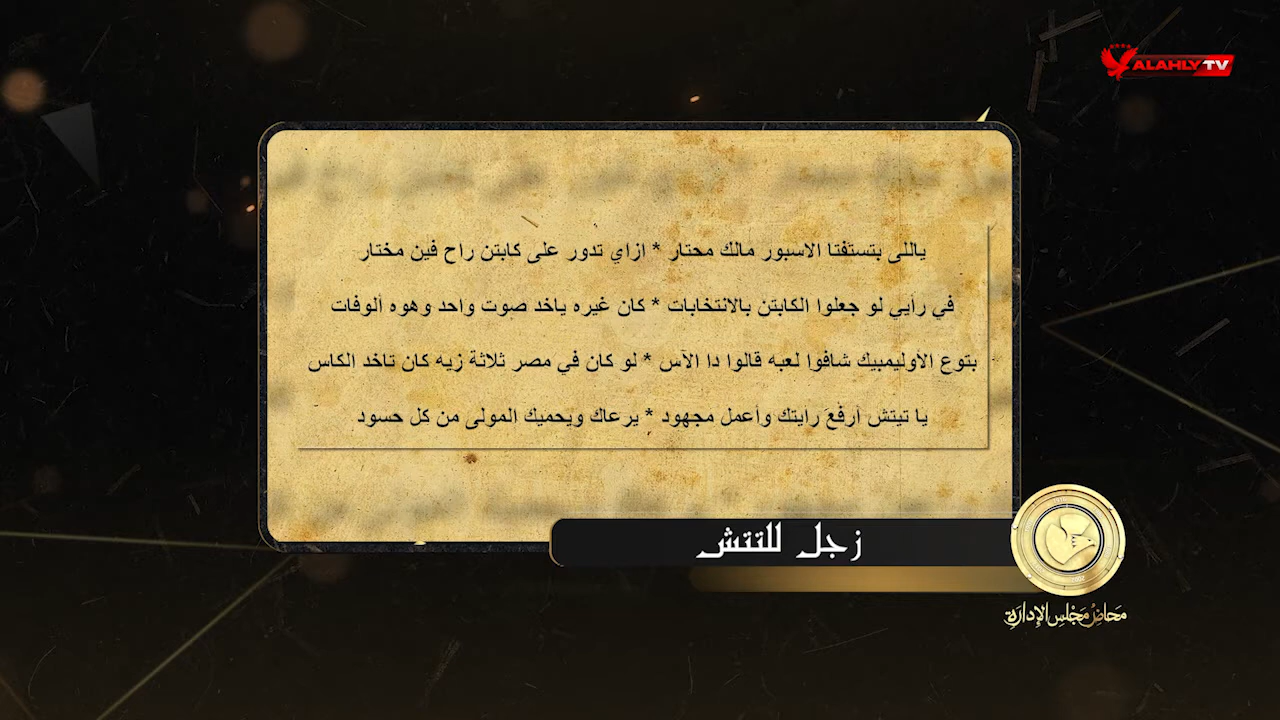 ALAHLY TV
ياللى بتستفتا الاسبور مالك محتار * ازاي تدور على كابتن راح فين مختار
في رأيي لو جعلوا الكابتن بالانتخابات * كان غيره ياخد صوت واحد وهوه ألوفات
بتوع الأوليمبيك شافوا لعبه قالوا دا الآس * لو كان في مصر ثلاثة زيه كان تاخد الكاس
يا تيتش أرفعَ رايتك وأعمل مجهود * يرعاك ويحميك المولى من كل حسود
زجل للتتش
محاضر مجلس الإدارة